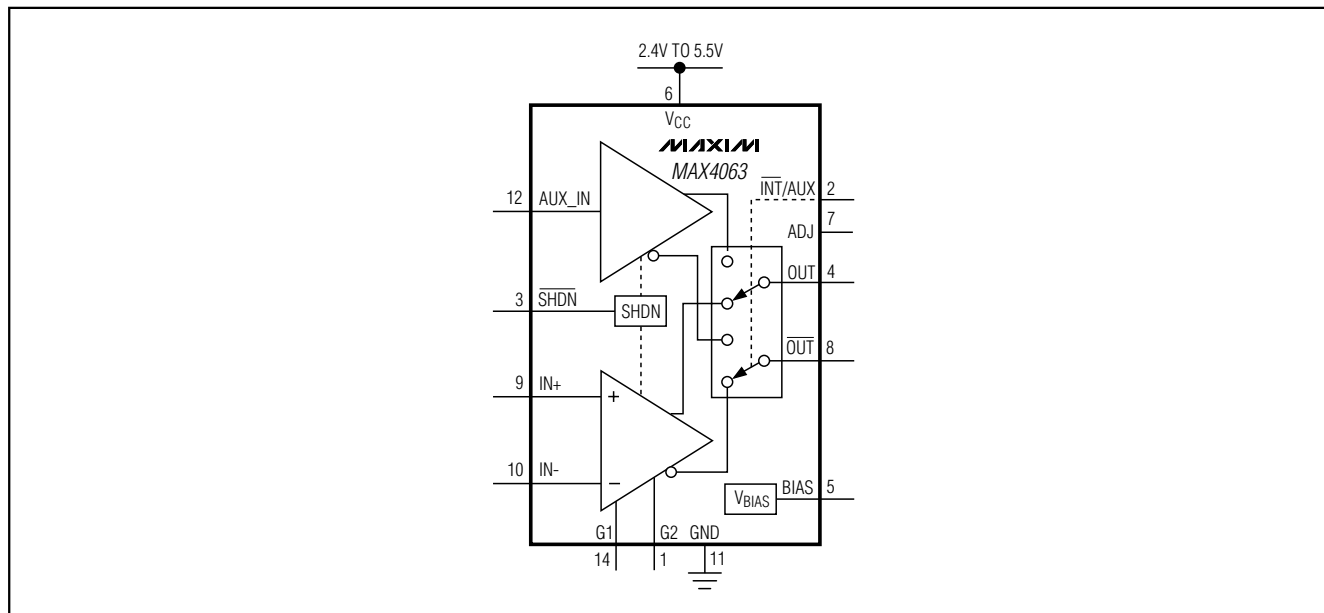 2.4V TO 5.5V
6
VCC
MAXIM
MAX4063
12 AUX_IN
INT/AUX 2
ADJ 7
OUT 4
3 SHDN
SHDN
OUT 8
9 IN+
+
10 IN-
−
VBIAS
BIAS 5
G1 G2 GND
14 1 11